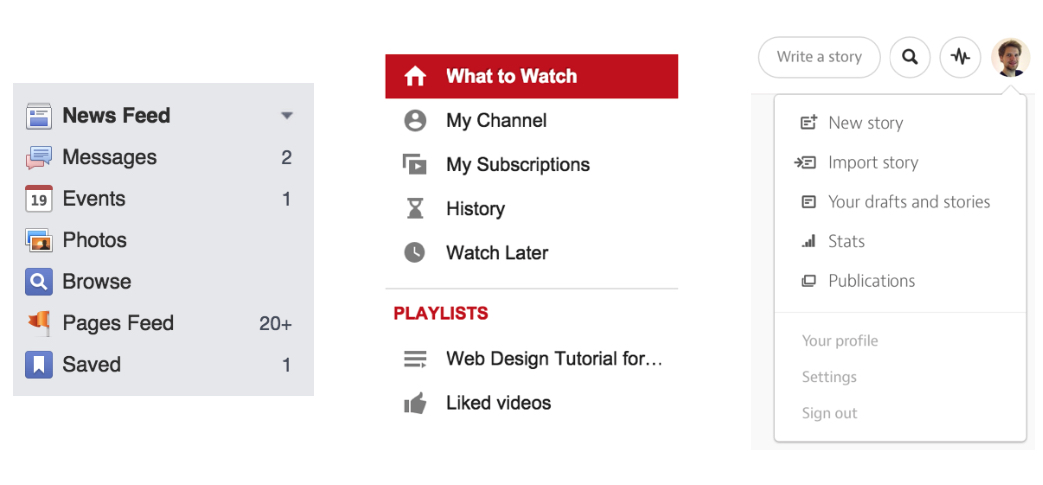 News Feed
Messages 2
19 Events 1
Photos
Browse
Pages Feed 20+
Saved 1
What to Watch
My Channel
My Subscriptions
History
Watch Later
PLAYLISTS
Web Design Tutorial for…
Liked videos
Write a story
New story
Import story
Your drafts and stories
Stats
Publications
Your profile
Settings
Sign out